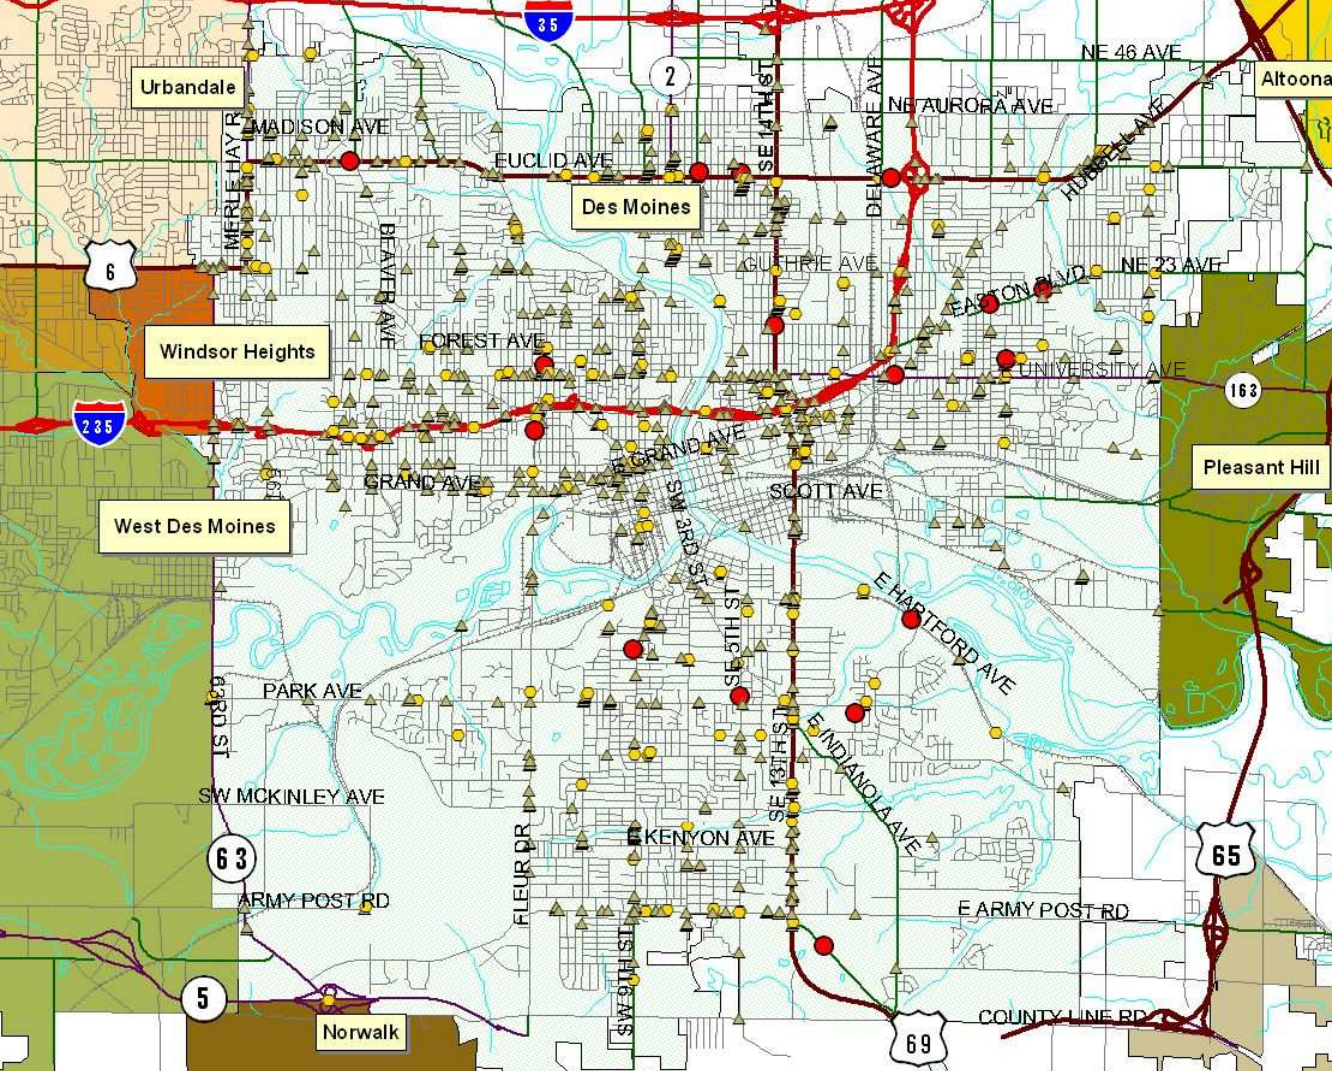 35
NE 46 AVE
2
Altoona
Urbandale
SE 14TH ST
DELAWARE AVE
NE AURORA AVE
MADISON AVE
HUBBELL AVE
EUCLID AVE
MERLE HAY R
Des Moines
BEAVER AVE
6
GUTHRIE AVE
NE 23 AVE
EASTON BLVD
FOREST AVE
Windsor Heights
E UNIVERSITY AVE
163
235
E GRAND AVE
Pleasant Hill
GRAND AVE
SCOTT AVE
SW 3RD ST
West Des Moines
E HARTFORD AVE
SE 5TH ST
PARK AVE
63RD ST
SE 13TH ST
E INDIANOLA AVE
SW MCKINLEY AVE
E KENYON AVE
63
65
FLEUR DR
ARMY POST RD
E ARMY POST RD
SW 9TH ST
5
Norwalk
COUNTY LINE RD
69